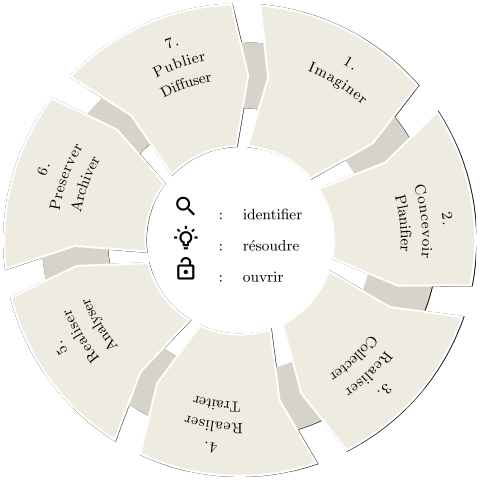 1.
Imaginer
2.
Concevoir
Planifier
3.
Realiser
Collecter
4.
Realiser
Traiter
5.
Realiser
Analyser
6.
Preserver
Archiver
7.
Publier
Diffuser
: identifier
: résoudre
: ouvrir